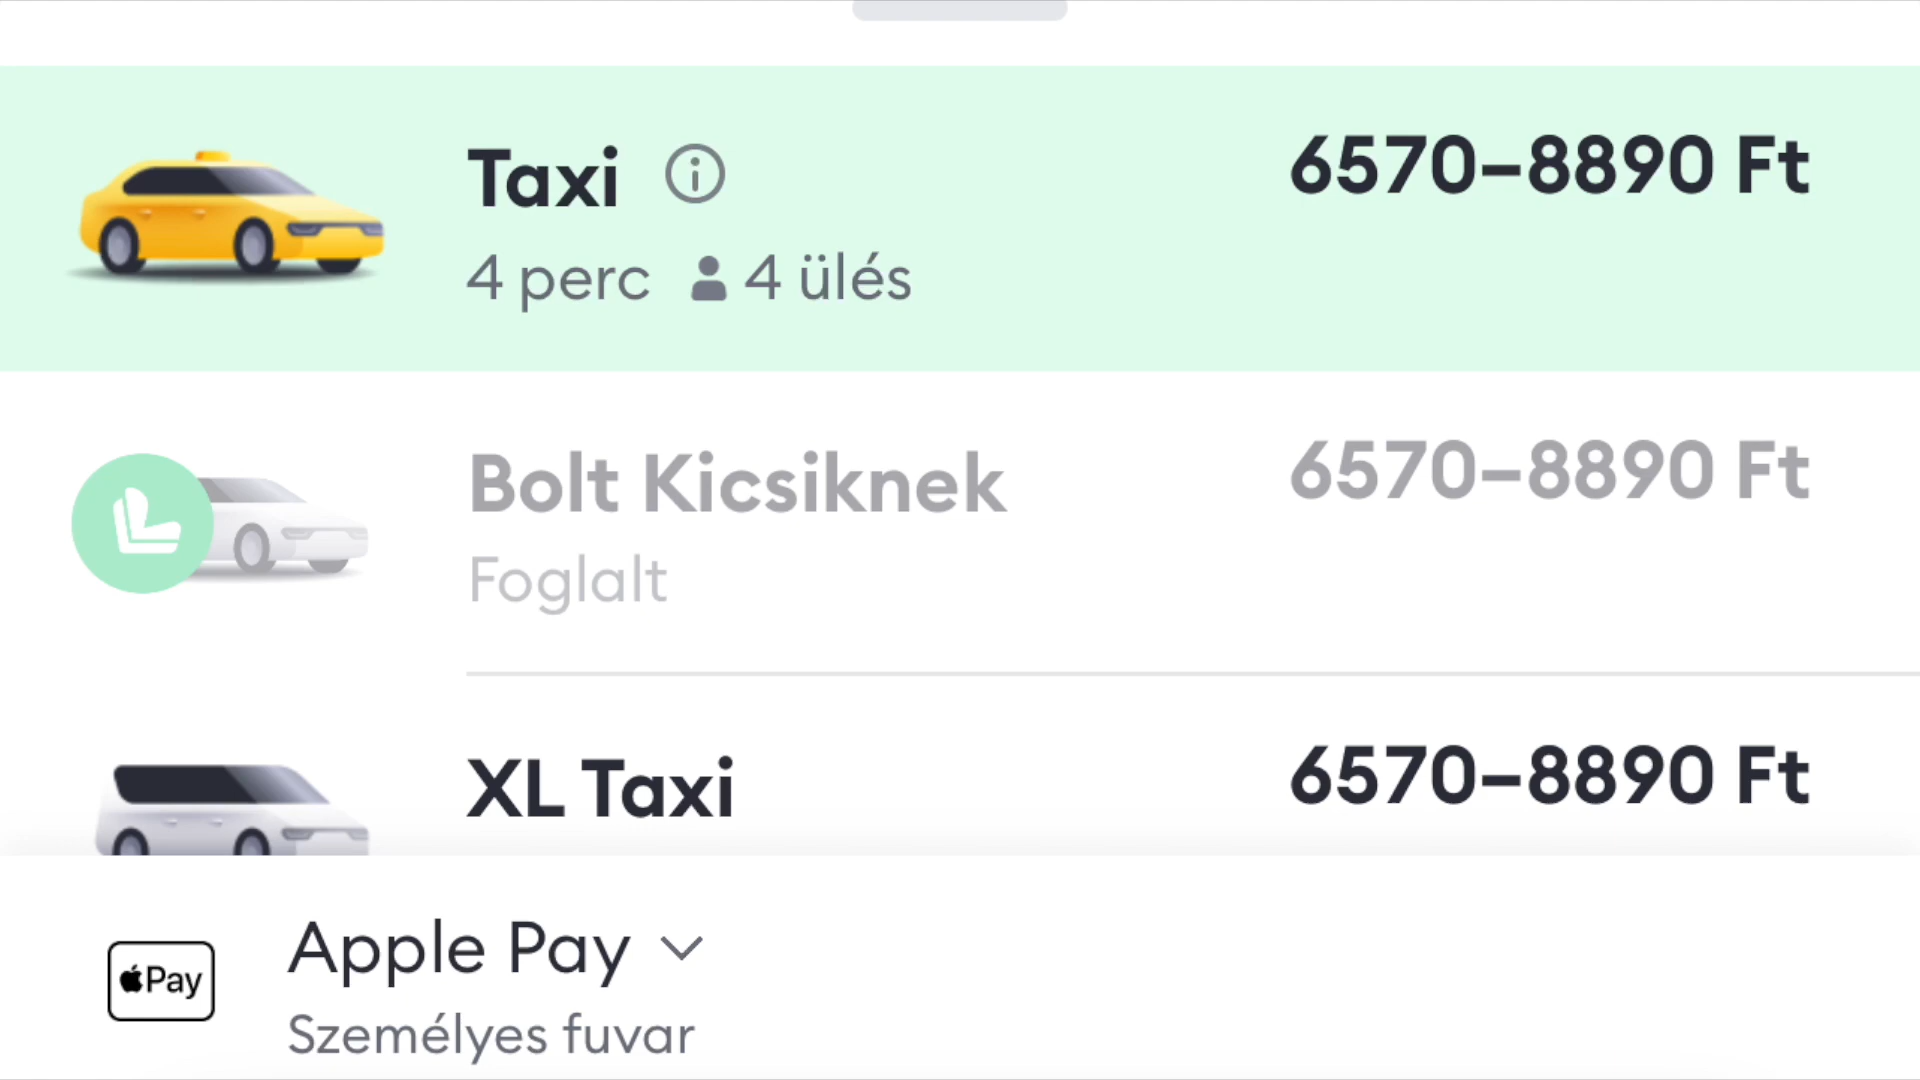 Taxi 6570–8890 Ft
4 perc 4 ülés
Bolt Kicsiknek 6570–8890 Ft
Foglalt
XL Taxi 6570–8890 Ft
Apple Pay
Pay
Személyes fuvar